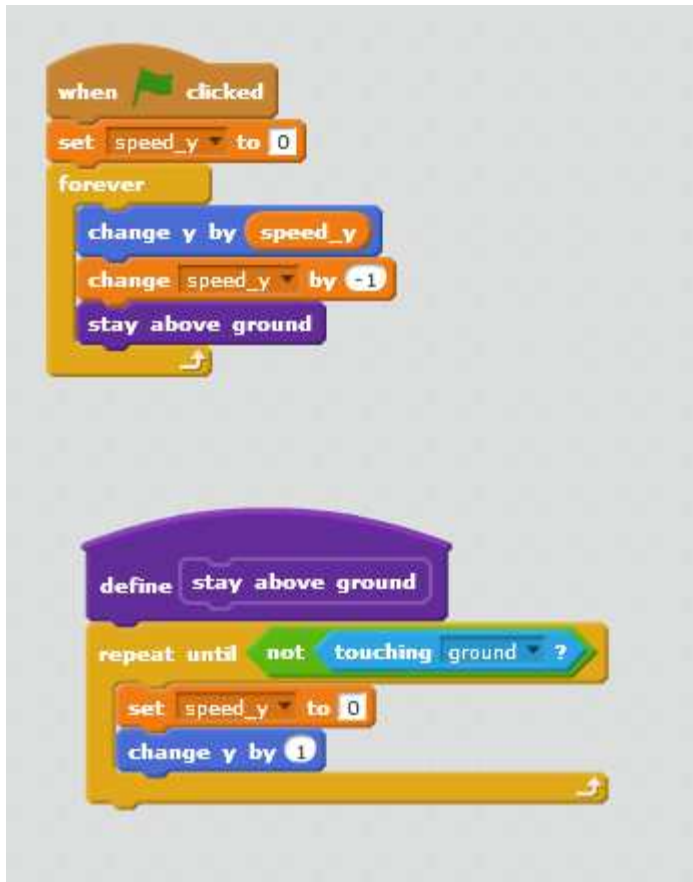 when clicked
set speed_y to 0
forever
change y by speed_y
change speed_y by -1
stay above ground
define stay above ground
repeat until not touching ground ?
set speed_y to 0
change y by 1